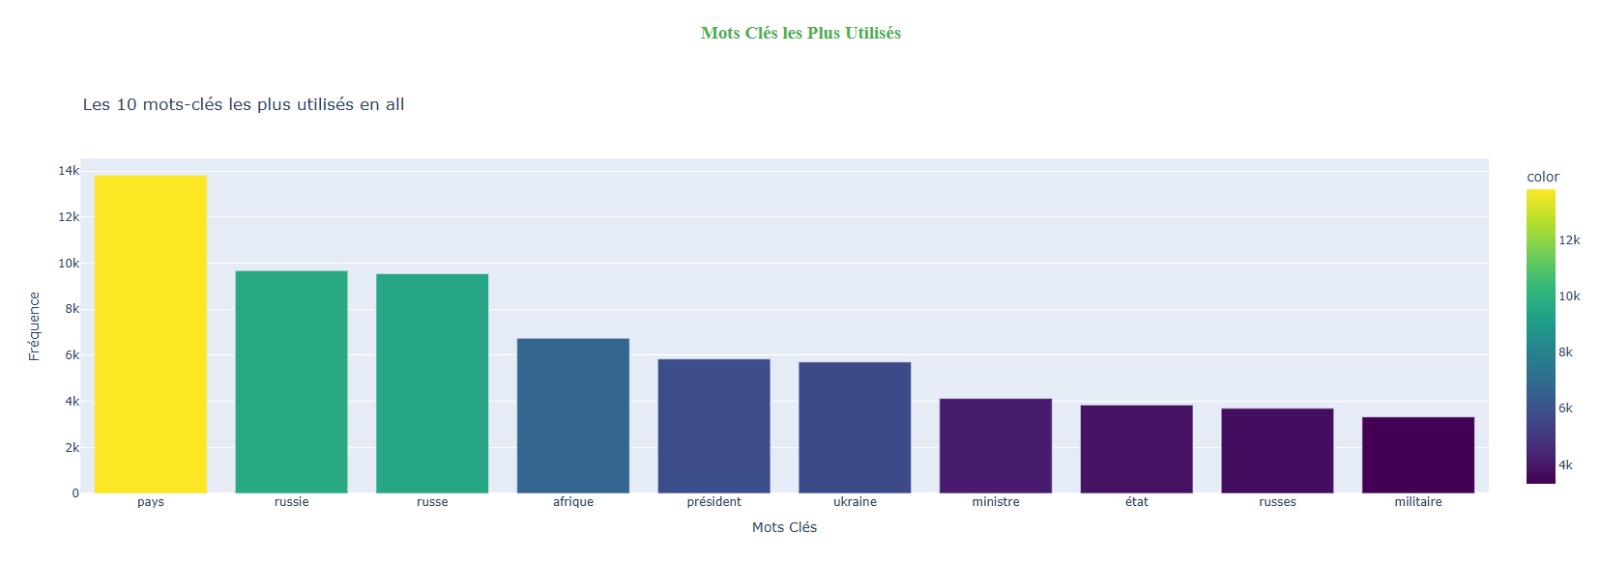 Mots Clés les Plus Utilisés
Les 10 mots-clés les plus utilisés en all
14k
12k
10k
8k
6k
4k
2k
0
Fréquence
pays russie russe afrique président ukraine ministre état russes militaire
Mots Clés
color
12k
10k
8k
6k
4k